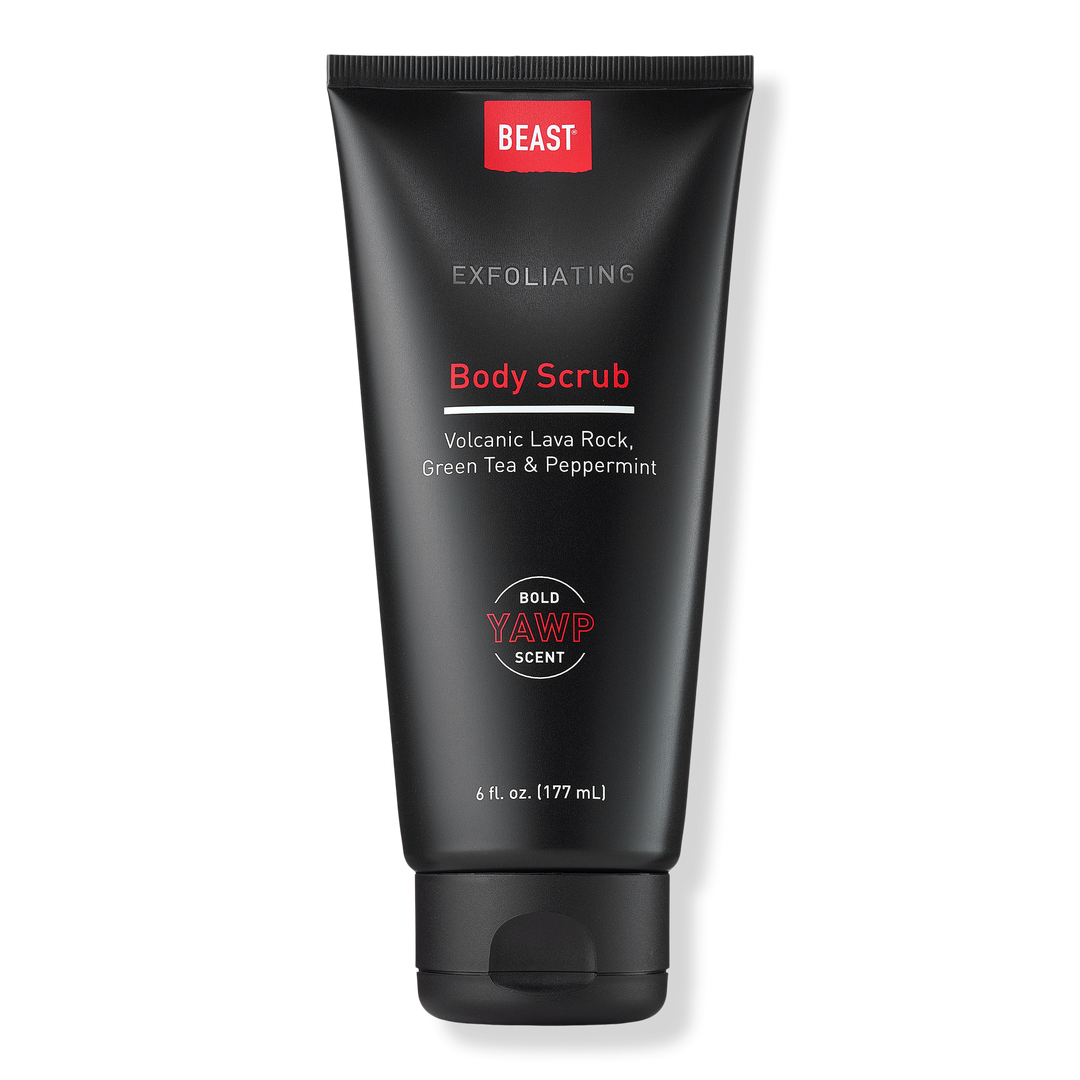 BEAST®
EXFOLIATING
Body Scrub
Volcanic Lava Rock,
Green Tea & Peppermint
BOLD
YAWP
SCENT
6 fl. oz. (177 mL)